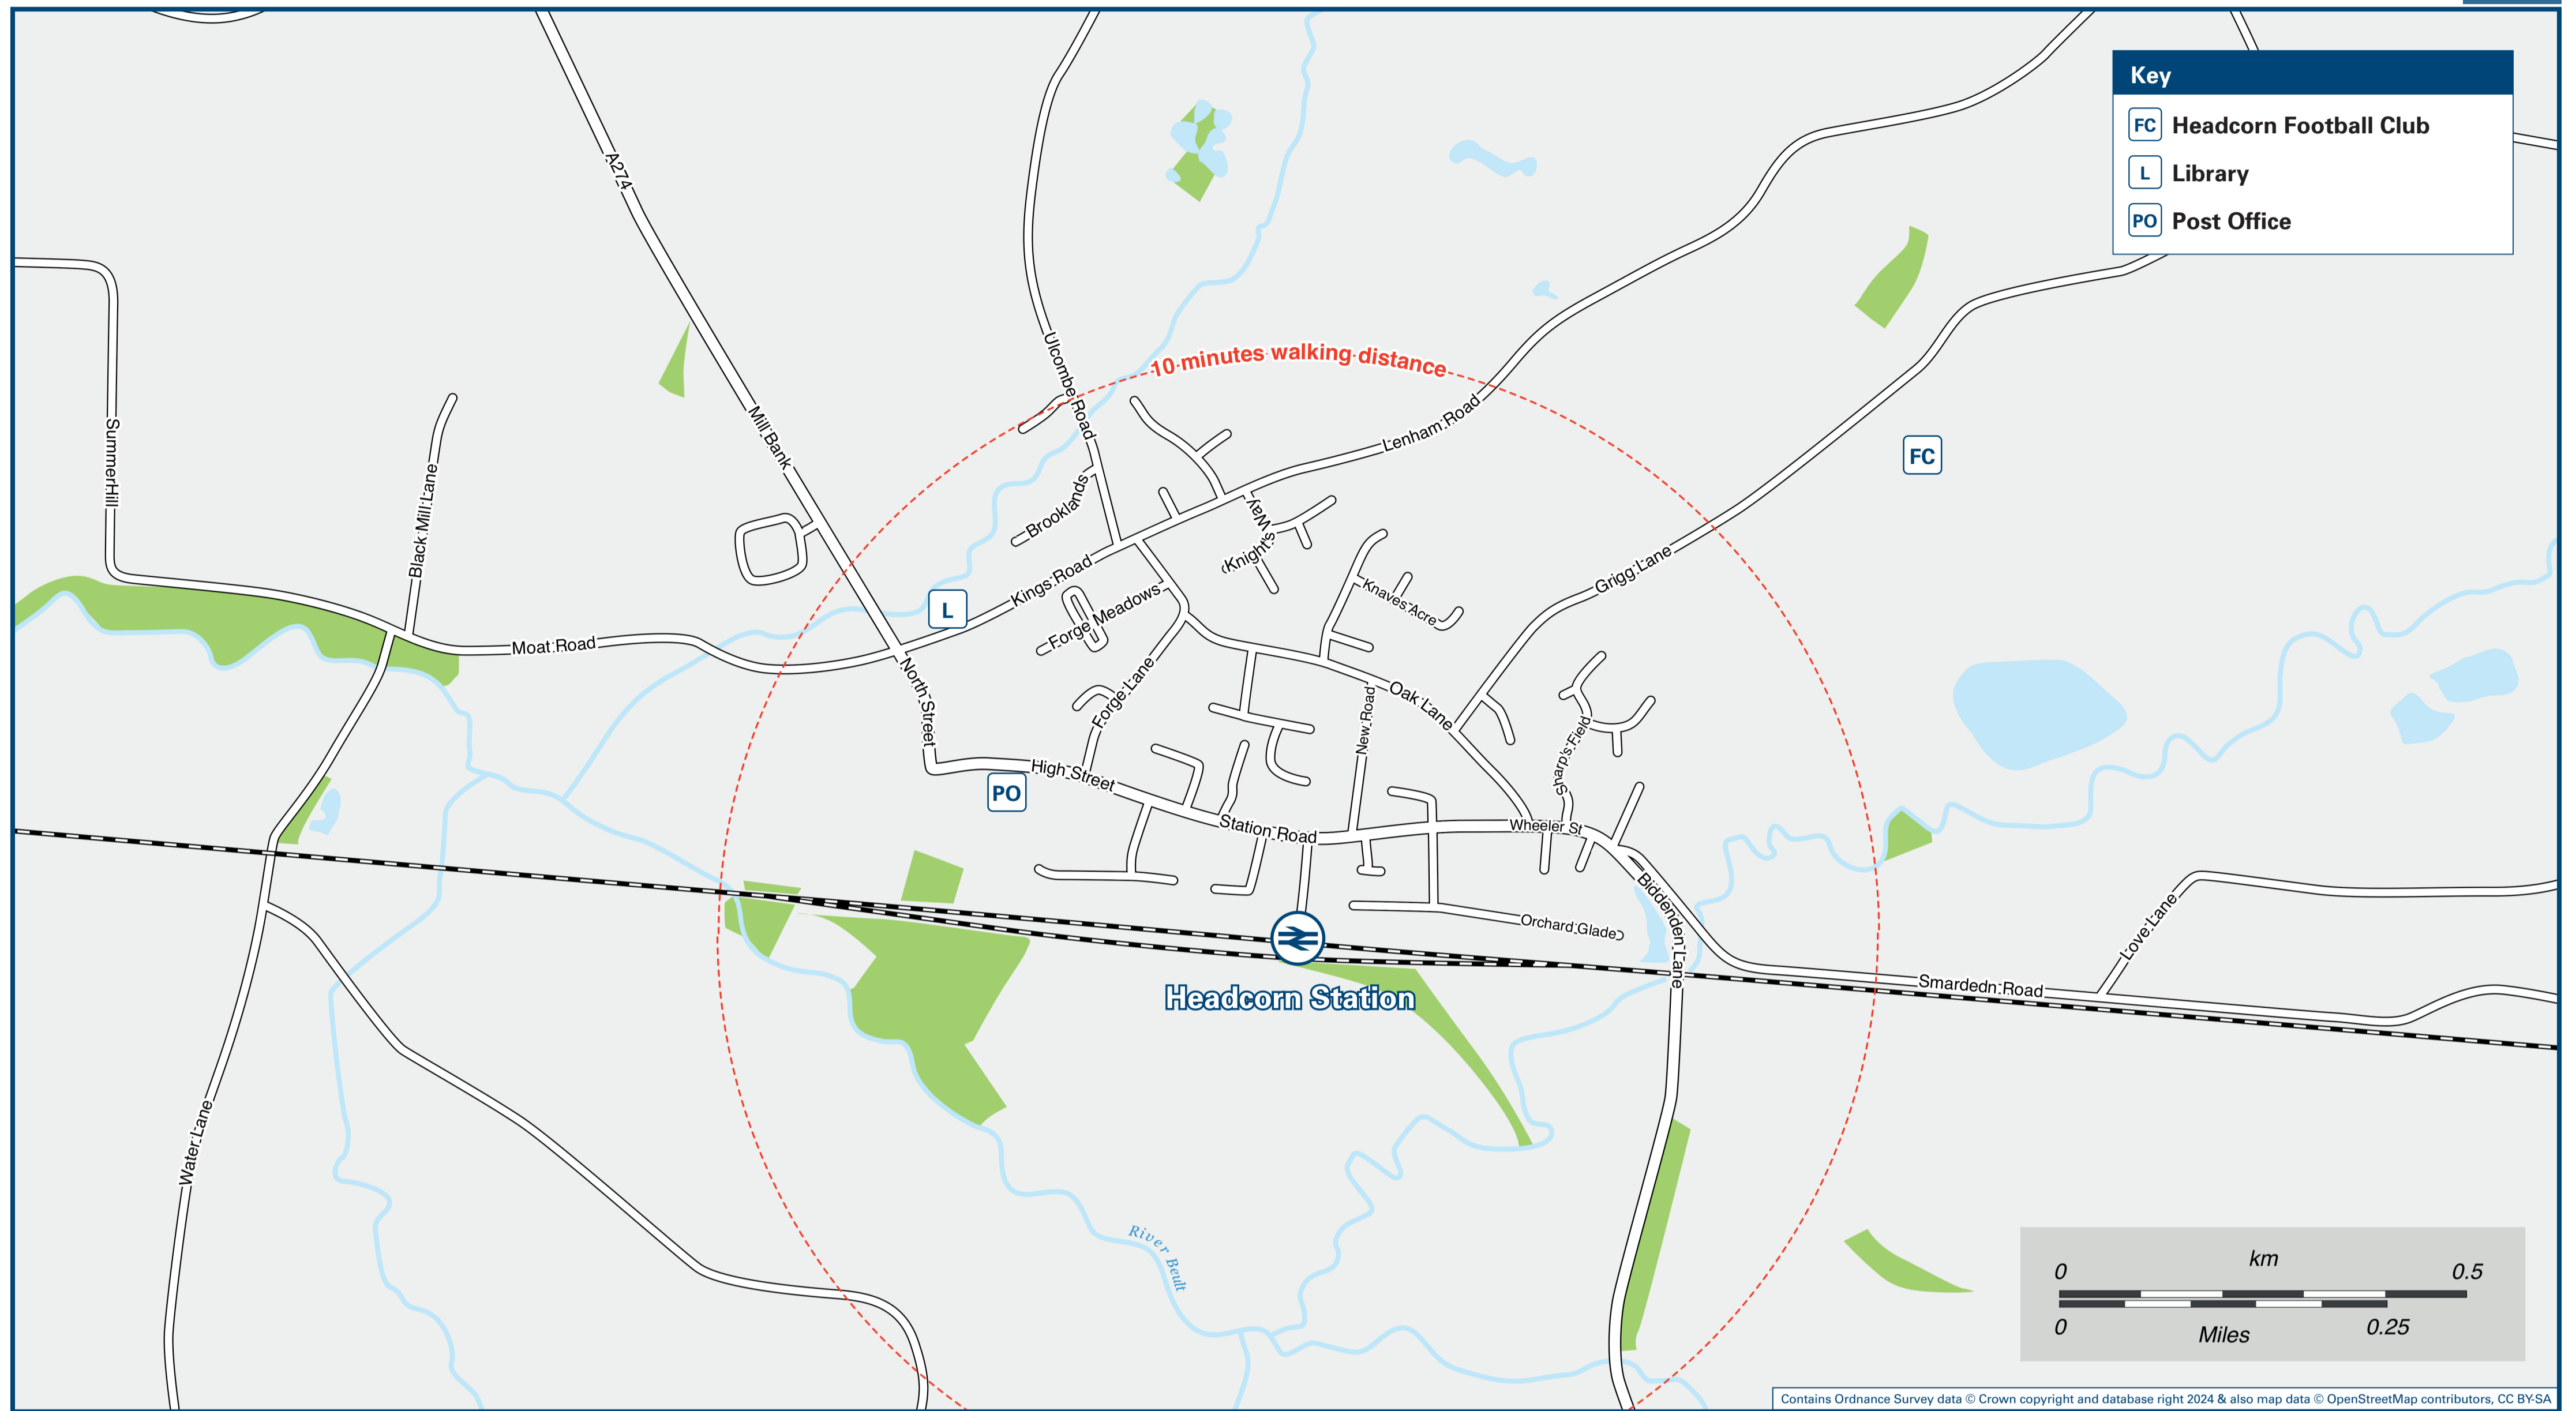 Key
FC Headcorn Football Club
L Library
PO Post Office
A274
Ulcombe Road
10 minutes walking distance
Mill Bank
Summer Hill
Black Mill Lane
Lenham Road
FC
Brooklands
Knight's Way
Kings Road
Knaves Acre
Grigg Lane
L
Forge Meadows
Moat Road
North Street
Forge Lane
Oak Lane
New Road
Sharp's Field
High Street
PO
Station Road
Wheeler St
Biddenden Lane
Orchard Glade
Love Lane
Smardedn Road
Headcorn Station
Water Lane
River Beult
km
0 0.5
0 Miles 0.25
Contains Ordnance Survey data © Crown copyright and database right 2024 & also map data © OpenStreetMap contributors, CC BY-SA